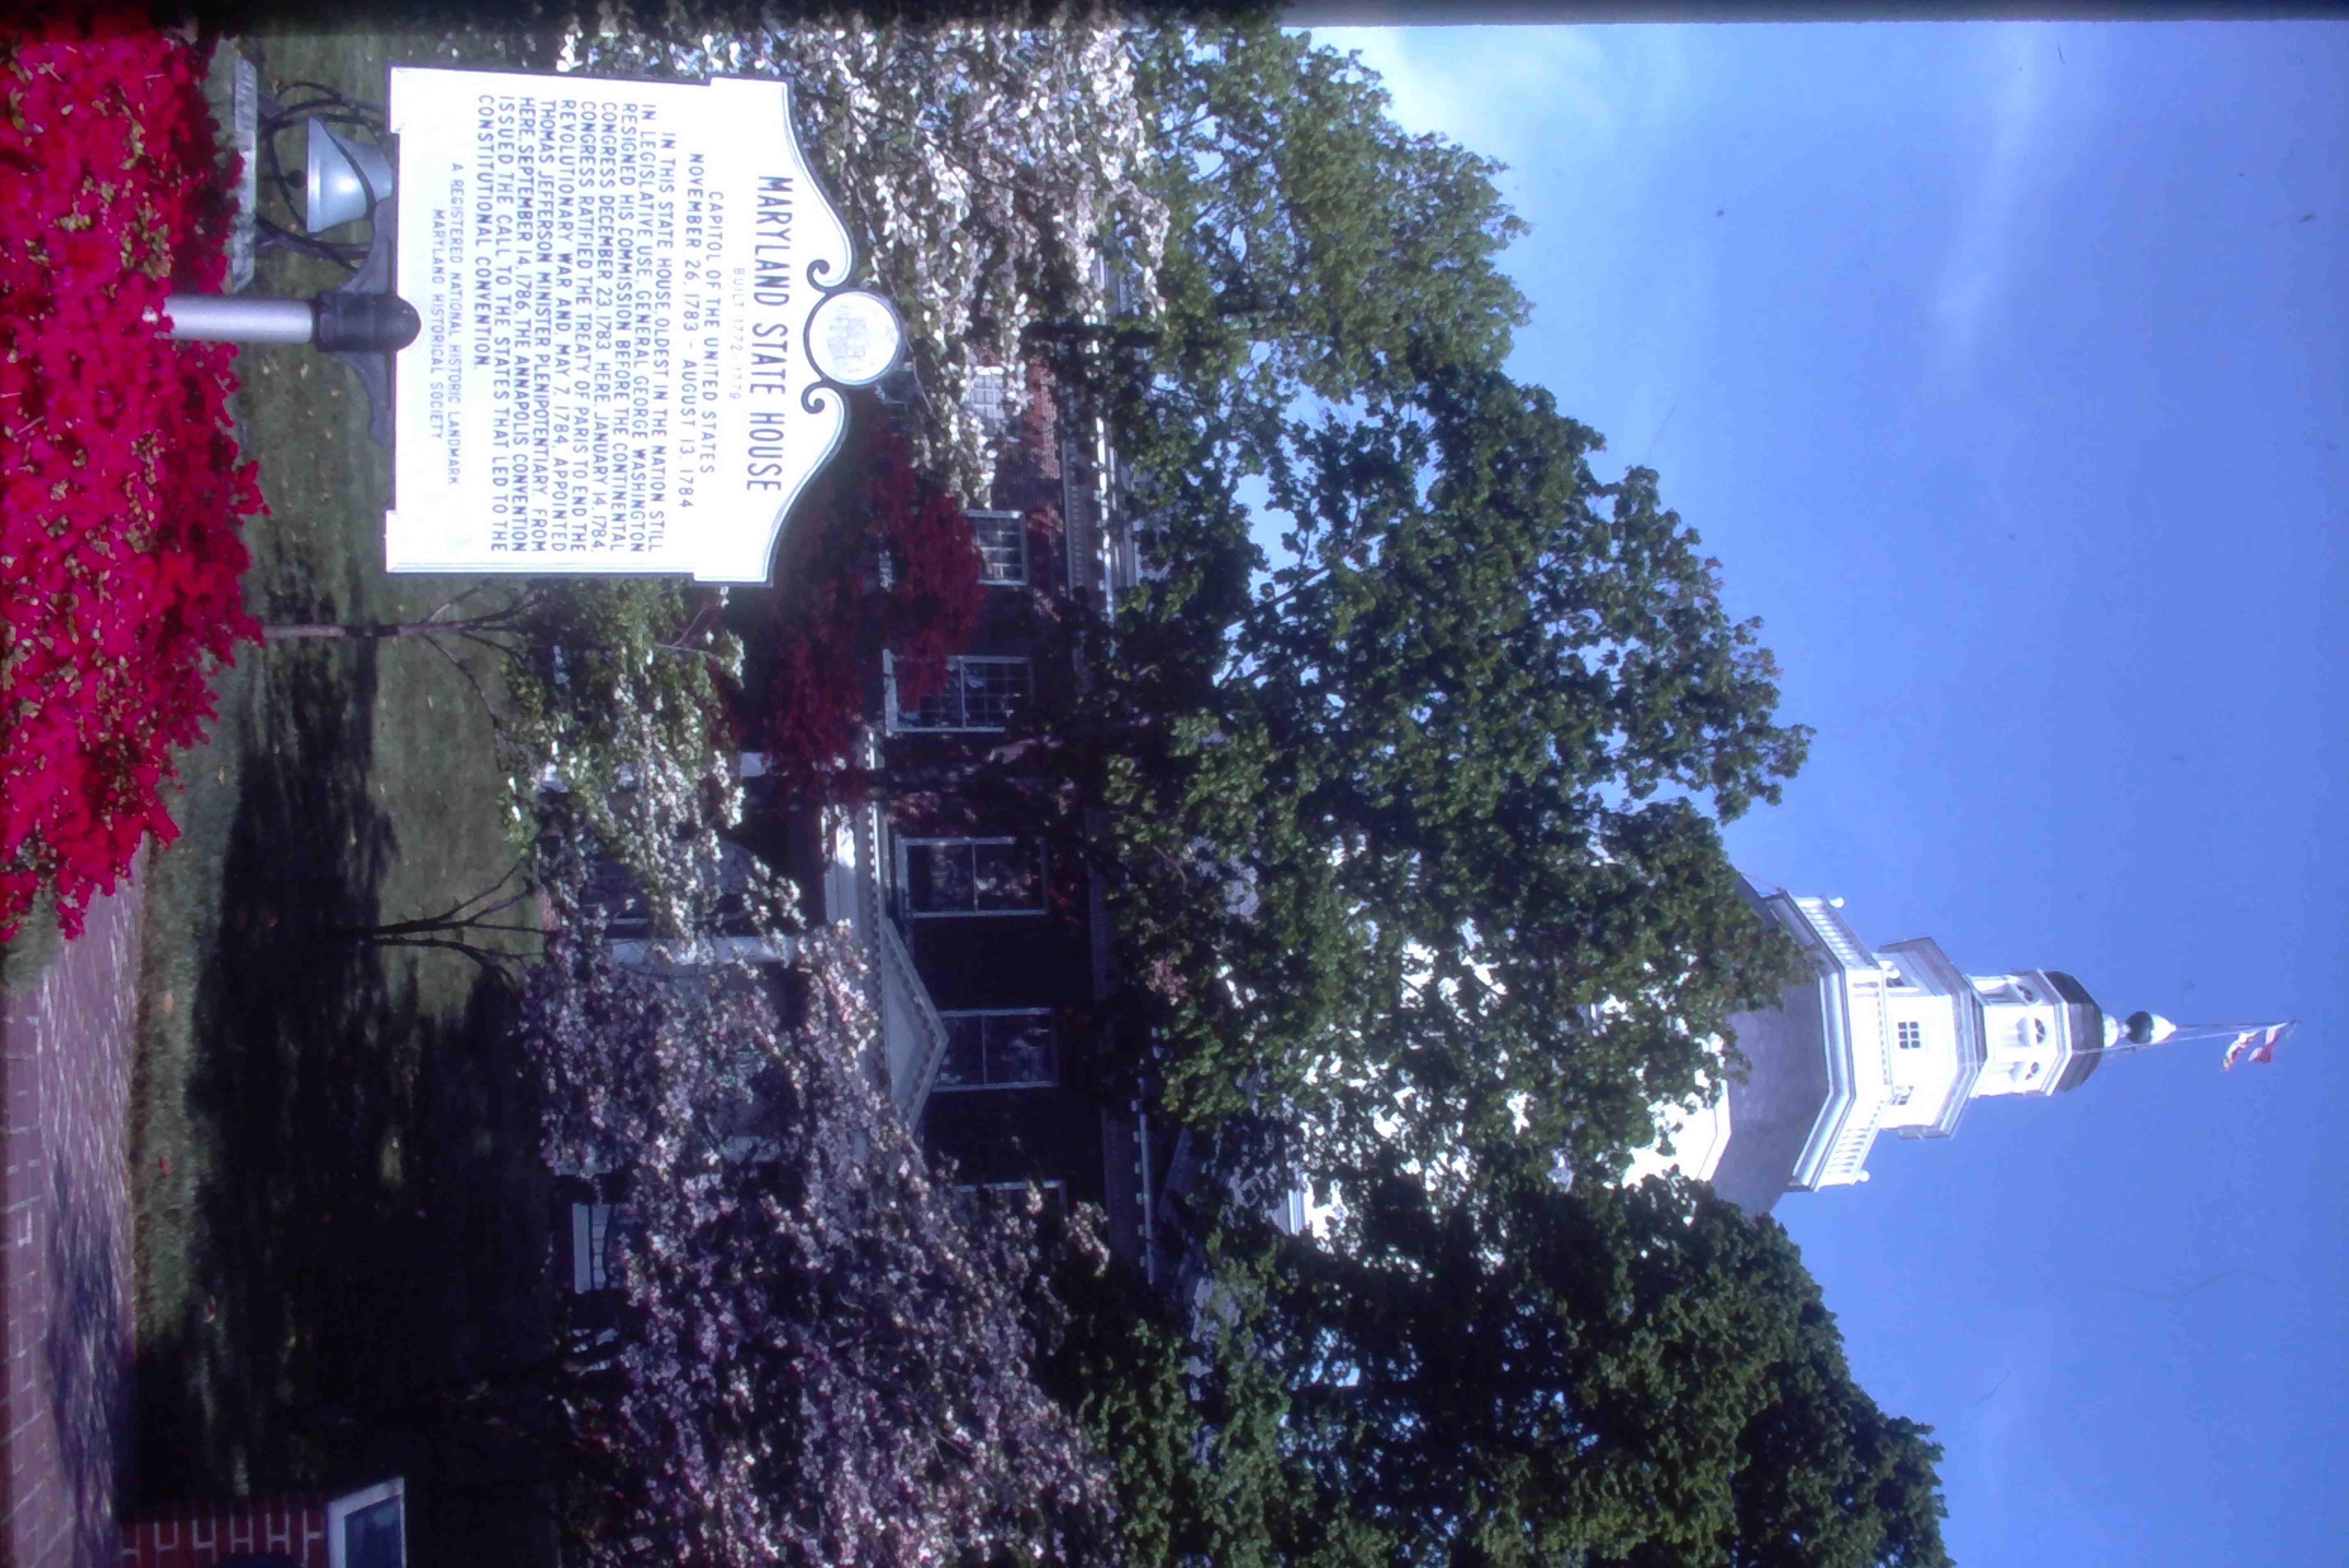 MARYLAND STATE HOUSE
BUILT 1772-1779
CAPITOL OF THE UNITED STATES
NOVEMBER 26, 1783 - AUGUST 13, 1784
IN THIS STATE HOUSE, OLDEST IN THE NATION STILL
IN LEGISLATIVE USE, GENERAL GEORGE WASHINGTON
RESIGNED HIS COMMISSION BEFORE THE CONTINENTAL
CONGRESS DECEMBER 23, 1783. HERE, JANUARY 14, 1784,
CONGRESS RATIFIED THE TREATY OF PARIS TO END THE
REVOLUTIONARY WAR AND, MAY 7, 1784, APPOINTED
THOMAS JEFFERSON MINISTER PLENIPOTENTIARY. FROM
HERE, SEPTEMBER 14, 1786, THE ANNAPOLIS CONVENTION
ISSUED THE CALL TO THE STATES THAT LED TO THE
CONSTITUTIONAL CONVENTION.
A REGISTERED NATIONAL HISTORIC LANDMARK
MARYLAND HISTORICAL SOCIETY